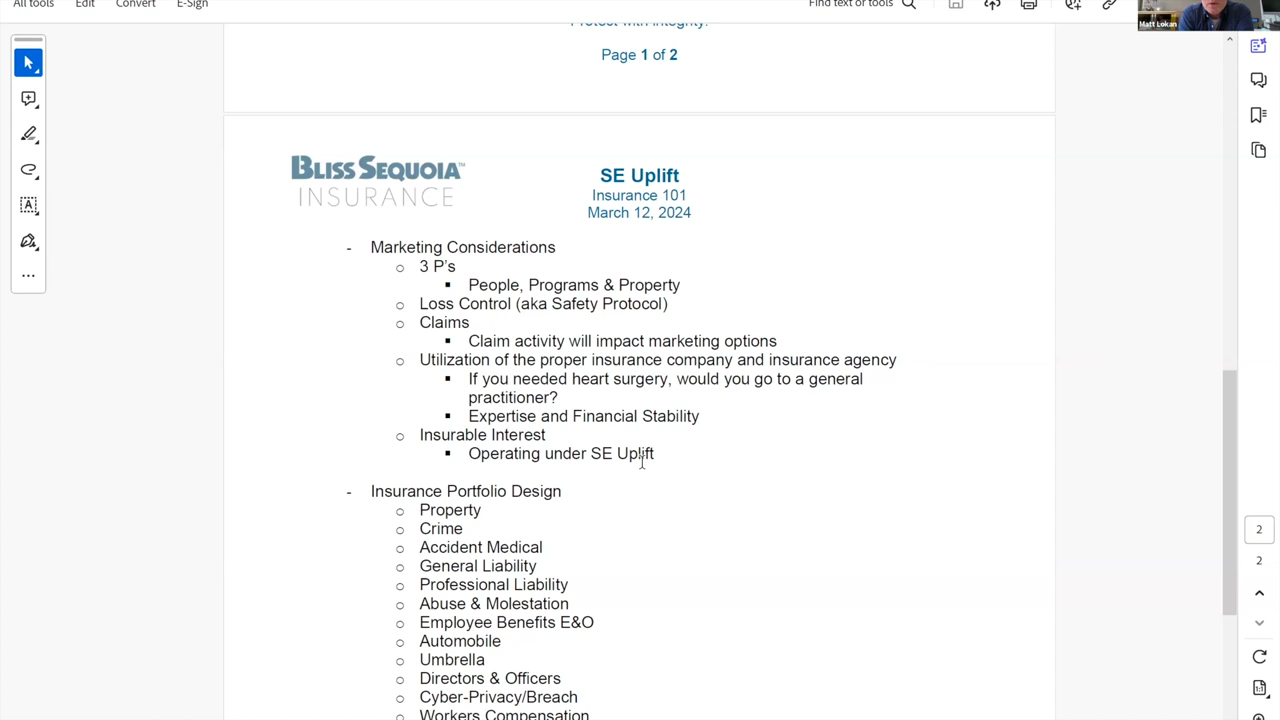 All tools Edit Convert E-Sign Find text or tools
Matt Lokan
Protect with Integrity.
Page 1 of 2
BLISS SEQUOIA™
INSURANCE
SE Uplift
Insurance 101
March 12, 2024
- Marketing Considerations
o 3 P's
▪ People, Programs & Property
o Loss Control (aka Safety Protocol)
o Claims
▪ Claim activity will impact marketing options
o Utilization of the proper insurance company and insurance agency
▪ If you needed heart surgery, would you go to a general
practitioner?
▪ Expertise and Financial Stability
o Insurable Interest
▪ Operating under SE Uplift
- Insurance Portfolio Design
o Property
o Crime
o Accident Medical
o General Liability
o Professional Liability
o Abuse & Molestation
o Employee Benefits E&O
o Automobile
o Umbrella
o Directors & Officers
o Cyber-Privacy/Breach
o Workers Compensation
2
2